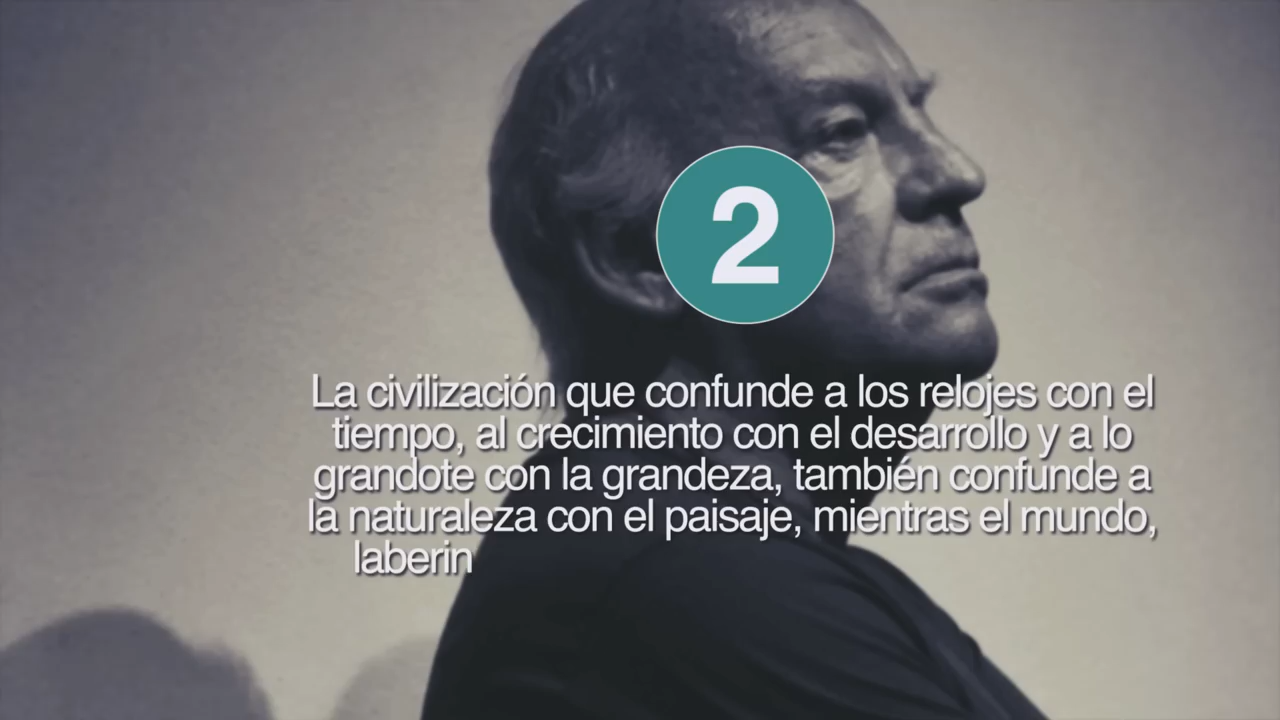 2
La civilización que confunde a los relojes con el
tiempo, al crecimiento con el desarrollo y a lo
grandote con la grandeza, también confunde a
la naturaleza con el paisaje, mientras el mundo,
laberin